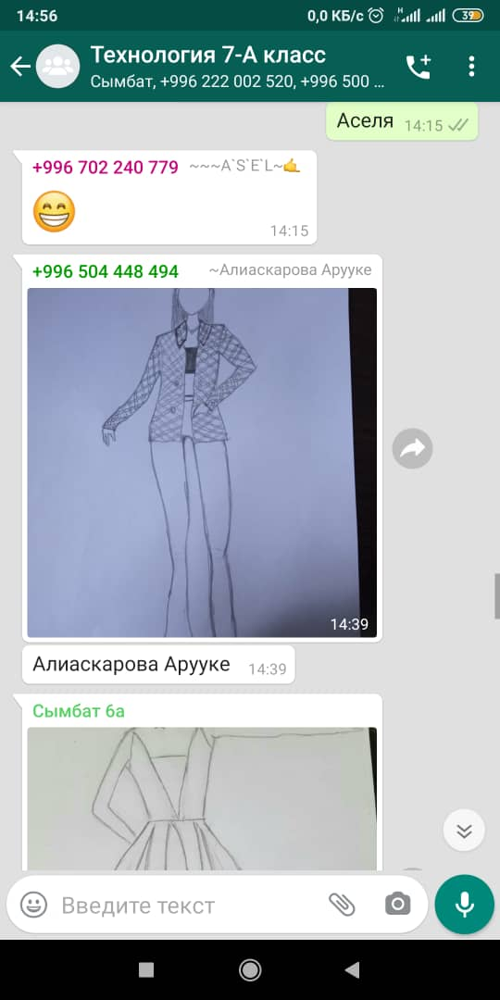 14:56
0,0 КБ/с
H
39
Технология 7-А класс
Сымбат, +996 222 002 520, +996 500 ...
Аселя 14:15
+996 702 240 779 ~~~A`S`E`L~🤙
😁
14:15
+996 504 448 494 ~Алиаскарова Арууке
14:39
Алиаскарова Арууке 14:39
Сымбат 6а
Введите текст